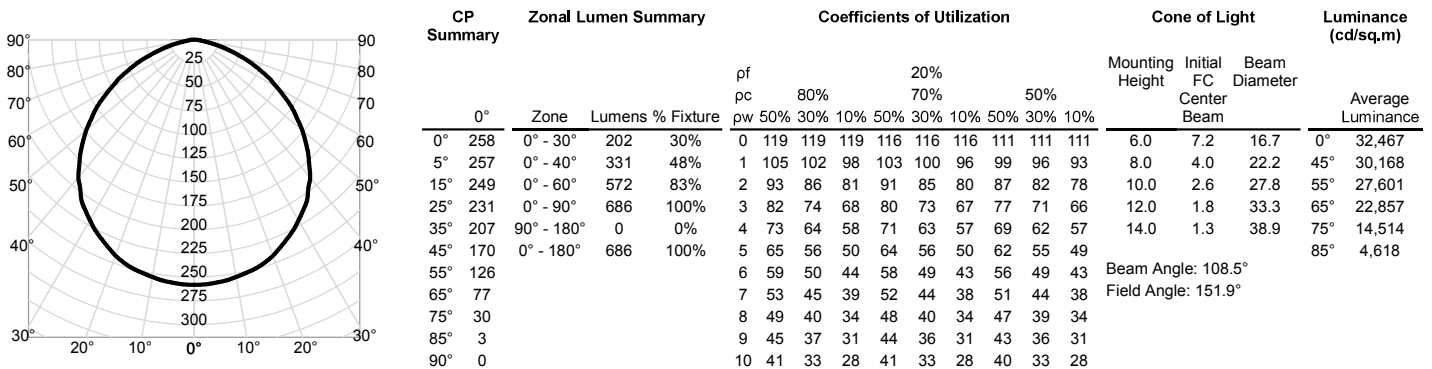 90° 90
80° 80
70° 70
60° 60
50° 50°
40° 40°
30° 20° 10° 0° 10° 20° 30°
25
50
75
100
125
150
175
200
225
250
275
300
CP Summary
0°
0° 258
5° 257
15° 249
25° 231
35° 207
45° 170
55° 126
65° 77
75° 30
85° 3
90° 0
Zonal Lumen Summary
Zone Lumens % Fixture
0° - 30° 202 30%
0° - 40° 331 48%
0° - 60° 572 83%
0° - 90° 686 100%
90° - 180° 0 0%
0° - 180° 686 100%
Coefficients of Utilization
ρf 20%
ρc 80% 70% 50%
ρw 50% 30% 10% 50% 30% 10% 50% 30% 10%
0 119 119 119 116 116 116 111 111 111
1 105 102 98 103 100 96 99 96 93
2 93 86 81 91 85 80 87 82 78
3 82 74 68 80 73 67 77 71 66
4 73 64 58 71 63 57 69 62 57
5 65 56 50 64 56 50 62 55 49
6 59 50 44 58 49 43 56 49 43
7 53 45 39 52 44 38 51 44 38
8 49 40 34 48 40 34 47 39 34
9 45 37 31 44 36 31 43 36 31
10 41 33 28 41 33 28 40 33 28
Cone of Light
Mounting Height Initial FC Center Beam Beam Diameter
6.0 7.2 16.7
8.0 4.0 22.2
10.0 2.6 27.8
12.0 1.8 33.3
14.0 1.3 38.9
Beam Angle: 108.5°
Field Angle: 151.9°
Luminance
(cd/sq.m)
Average
Luminance
0° 32,467
45° 30,168
55° 27,601
65° 22,857
75° 14,514
85° 4,618